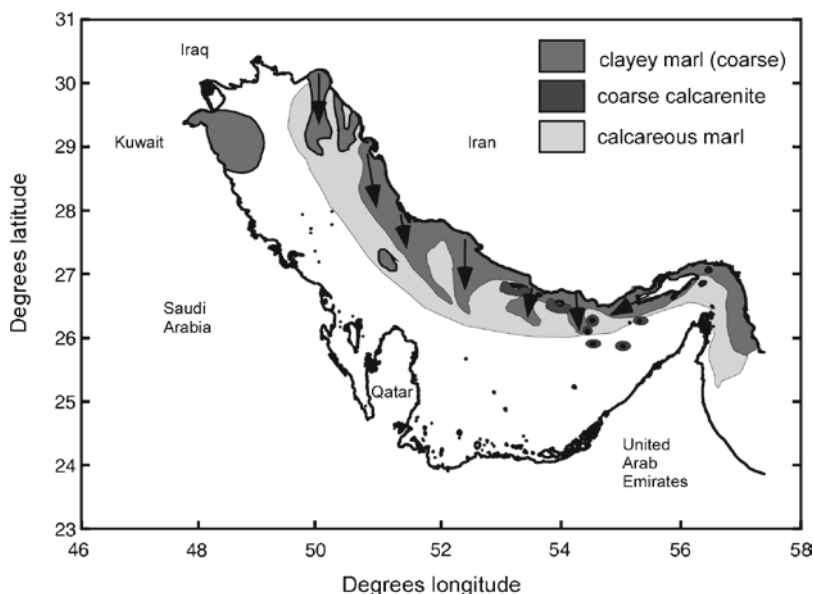 Iraq
Kuwait
Iran
Saudi
Arabia
Qatar
United
Arab
Emirates
clayey marl (coarse)
coarse calcarenite
calcareous marl
Degrees latitude
31
30
29
28
27
26
25
24
23
46
48
50
52
54
56
58
Degrees longitude